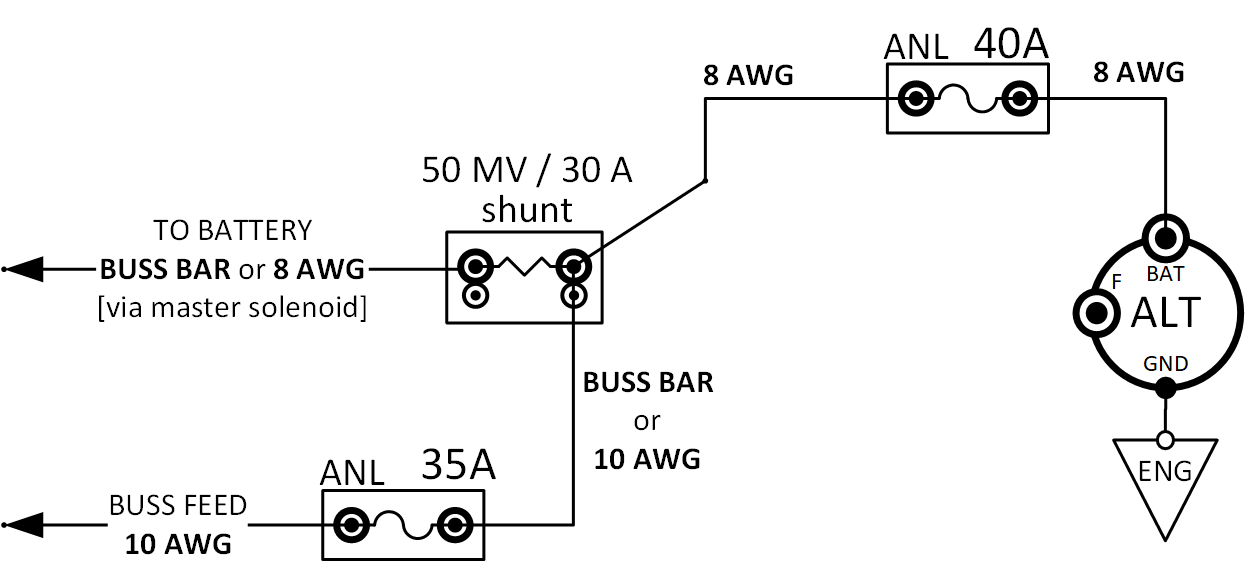 ANL 40A
8 AWG
8 AWG
50 MV / 30 A
shunt
TO BATTERY
BUSS BAR or 8 AWG
[via master solenoid]
BAT
F
ALT
GND
BUSS BAR
or
10 AWG
ENG
ANL 35A
BUSS FEED
10 AWG